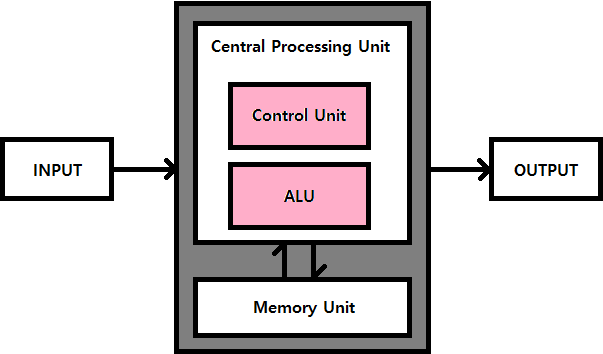 Central Processing Unit
Control Unit
INPUT
ALU
OUTPUT
Memory Unit